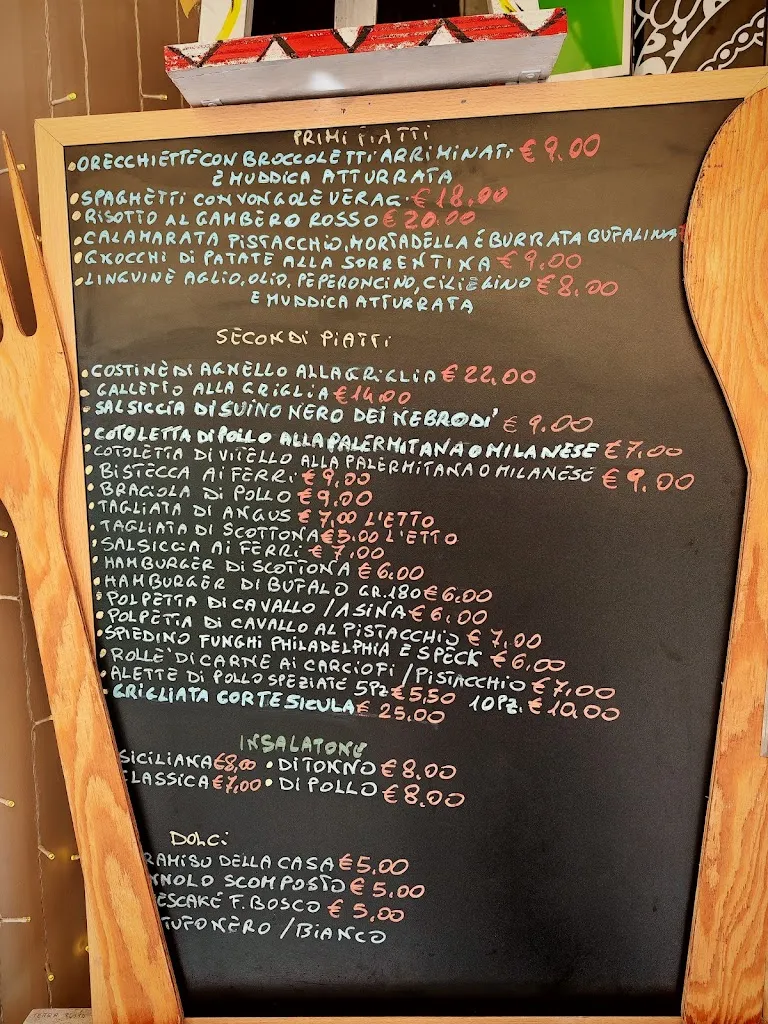 PRIMI PIATTI
•ORECCHIETTE CON BROCCOLETTI ARRIMINATI € 9.00
E MUDDICA ATTURRATA
•SPAGHETTI CON VONGOLE VERAC. € 18.00
•RISOTTO AL GAMBERO ROSSO € 20.00
•CALAMARATA PISTACCHIO, MORTADELLA É BURRATA BUFALINA
•GNOCCHI DI PATATE ALLA SORRENTINA € 9,00
•LINGUINE AGLIO, OLIO, PEPERONCINO, CILIEGINO € 8.00
E MUDDICA ATTURRATA
SECONDI PIATTI
•COSTINE DI AGNELLO ALLA GRIGLIA € 22,00
•GALLETTO ALLA GRIGLIA € 14.00
•SALSICCIA DI SUINO NERO DEI NEBRODI' € 9.00
•COTOLETTA DI POLLO ALLA PALERMITANA O MILANESE € 7,00
•COTOLETTA DI VITELLO ALLA PALERMITANA O MILANESE € 9,00
•BISTECCA AI FERRI € 9,00
•BRACIOLA DI POLLO € 9,00
•TAGLIATA DI ANGUS € 7,00 L'ETTO
•TAGLIATA DI SCOTTONA €5.00 L'ETTO
•SALSICCIA AI FERRI € 7,00
•HAMBURGER DI SCOTTONA € 6.00
•HAMBURGER DI BUFALO GR.180 € 6,00
•POLPETTA DI CAVALLO / ASINA € 6,00
•POLPETTA DI CAVALLO AL PISTACCHIO € 7,00
•SPIEDINO FUNGHI PHILADELPHIA E SPECK € 6,00
•ROLLE' DI CARNE AI CARCIOFI / PISTACCHIO € 7,00
•ALETTE DI POLLO SPEZIATE 5PZ € 5,50 10PZ. € 10,00
•GRIGLIATA CORTE SICULA € 25.00
INSALATONE
SICILIANA €8,00 •DI TONNO € 8.00
CLASSICA €7,00 •DI POLLO € 8,00
DOLCI
RAMISU DELLA CASA € 5,00
NOLO SCOMPOSTO € 5,00
ESCAKE F. BOSCO € 5,00
TUFO NERO / BIANCO